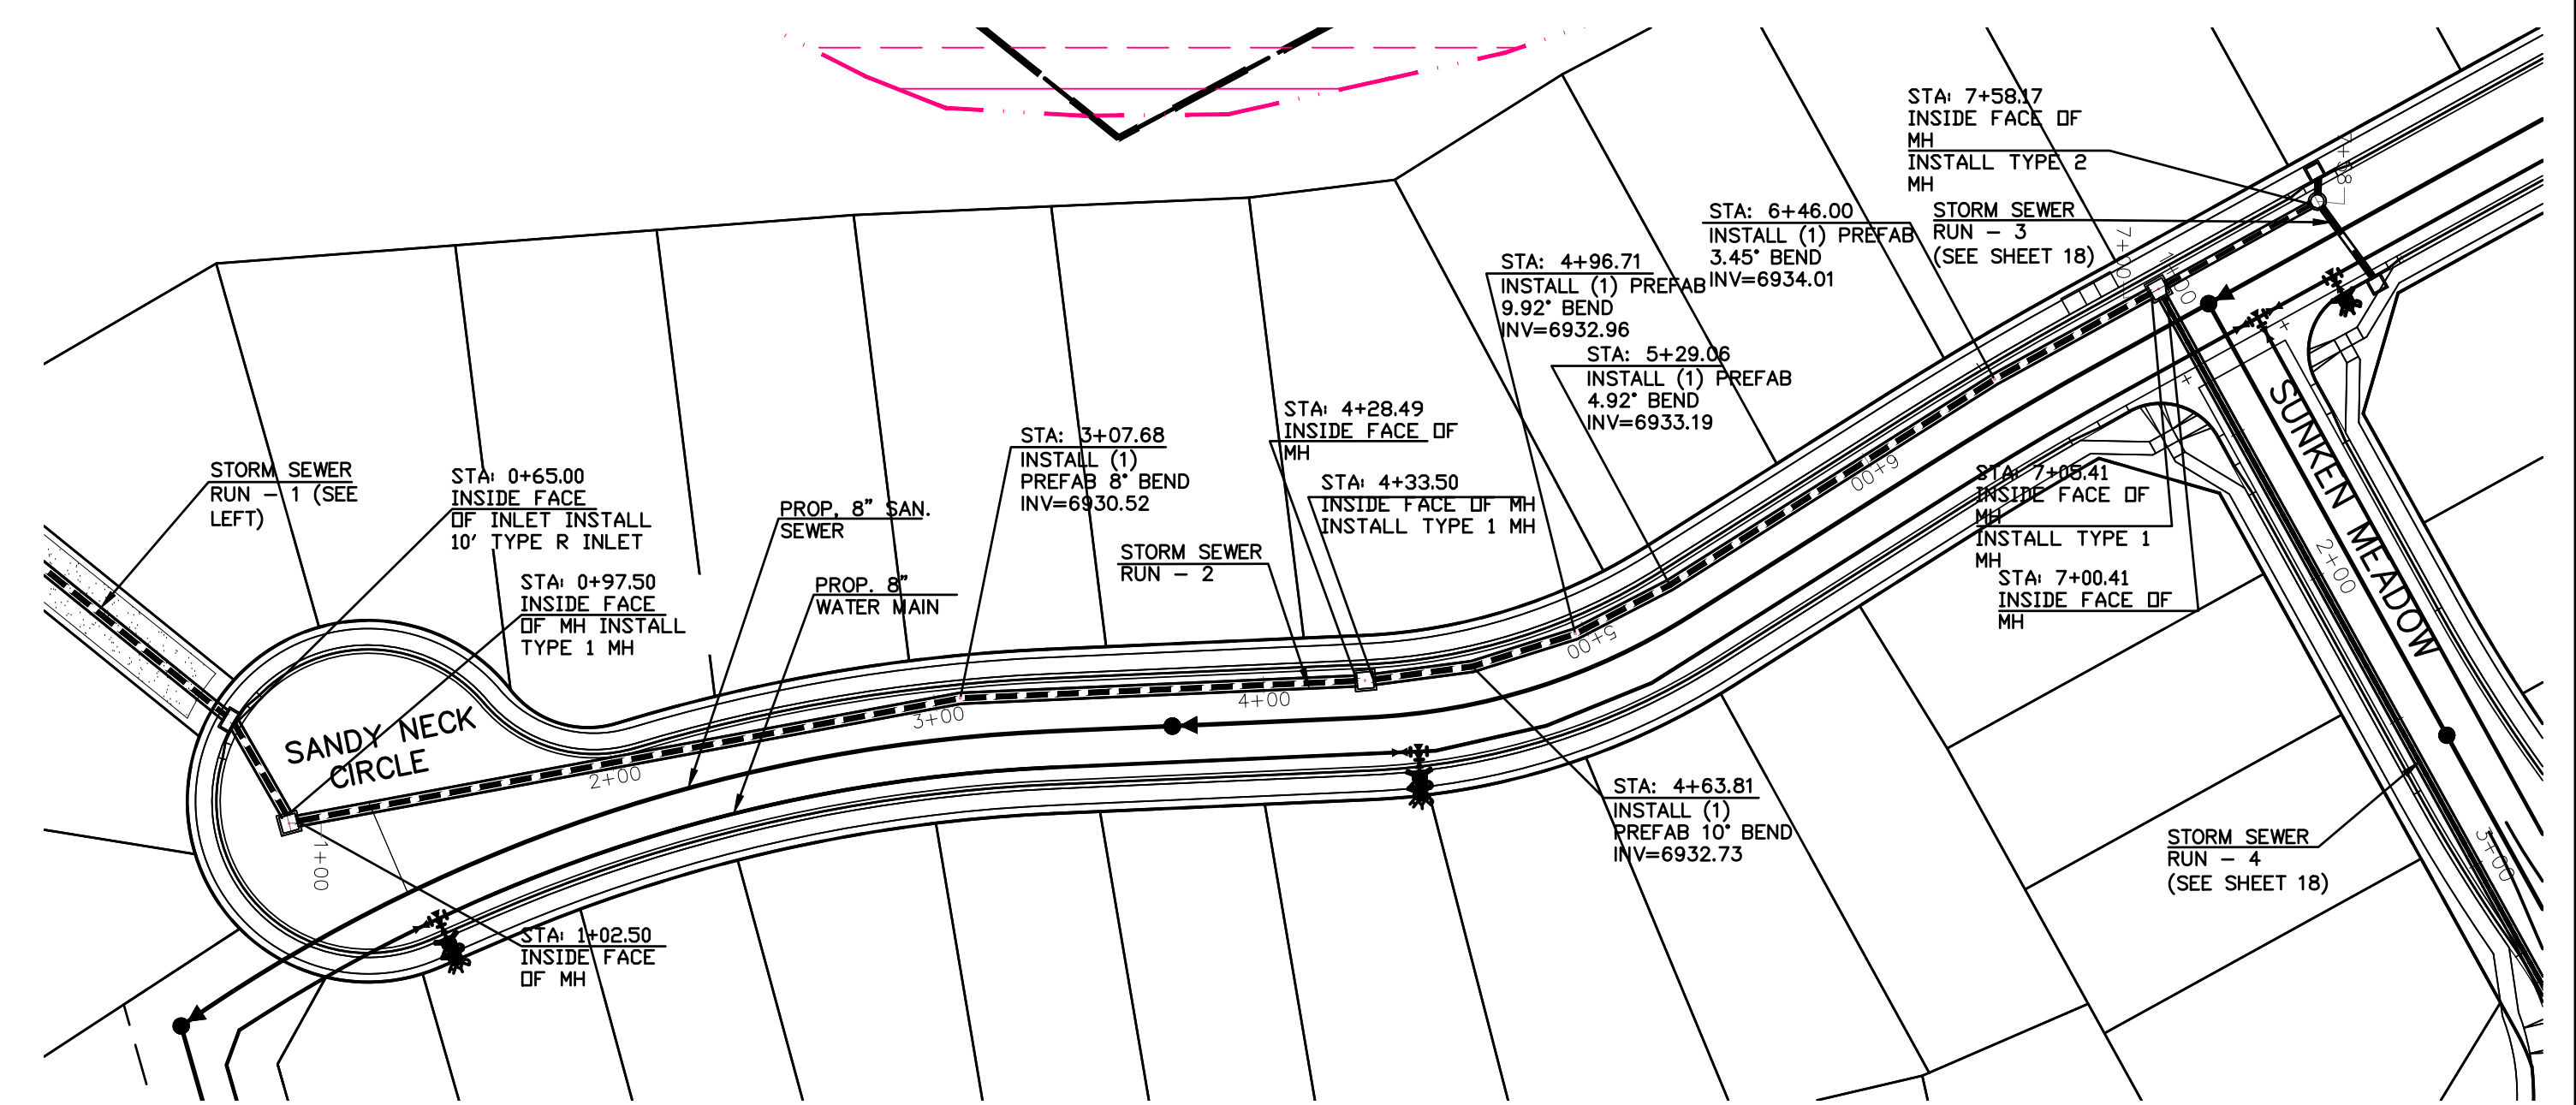 STA: 7+58.17
INSIDE FACE OF
MH
INSTALL TYPE 2
MH
STORM SEWER
RUN - 3
(SEE SHEET 18)
STA: 6+46.00
INSTALL (1) PREFAB
3.45° BEND
INV=6934.01
STA: 4+96.71
INSTALL (1) PREFAB
9.92° BEND
INV=6932.96
STA: 5+29.06
INSTALL (1) PREFAB
4.92° BEND
INV=6933.19
STA: 4+28.49
INSIDE FACE OF
MH
STA: 4+33.50
INSIDE FACE OF MH
INSTALL TYPE 1 MH
STA: 3+07.68
INSTALL (1)
PREFAB 8° BEND
INV=6930.52
STORM SEWER
RUN - 2
STORM SEWER
RUN - 1 (SEE
LEFT)
STA: 0+65.00
INSIDE FACE
OF INLET INSTALL
10' TYPE R INLET
STA: 0+97.50
INSIDE FACE
OF MH INSTALL
TYPE 1 MH
PROP. 8" SAN.
SEWER
PROP. 8"
WATER MAIN
STA: 7+05.41
INSIDE FACE OF
MH
INSTALL TYPE 1
MH
STA: 7+00.41
INSIDE FACE OF
MH
SANDY NECK
CIRCLE
1+00
2+00
3+00
4+00
5+00
6+00
7+00
SUNKEN MEADOW
2+00
3+00
STA: 4+63.81
INSTALL (1)
PREFAB 10° BEND
INV=6932.73
STORM SEWER
RUN - 4
(SEE SHEET 18)
STA: 1+02.50
INSIDE FACE
OF MH